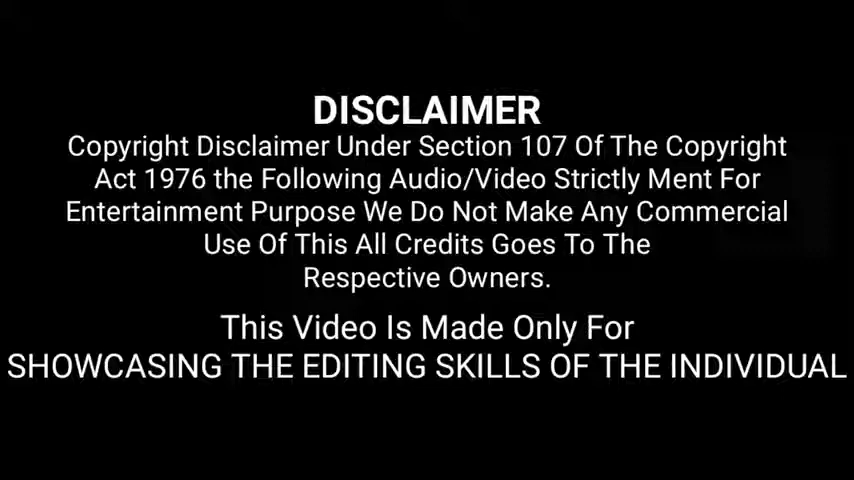 DISCLAIMER
Copyright Disclaimer Under Section 107 Of The Copyright
Act 1976 the Following Audio/Video Strictly Ment For
Entertainment Purpose We Do Not Make Any Commercial
Use Of This All Credits Goes To The
Respective Owners.
This Video Is Made Only For
SHOWCASING THE EDITING SKILLS OF THE INDIVIDUAL